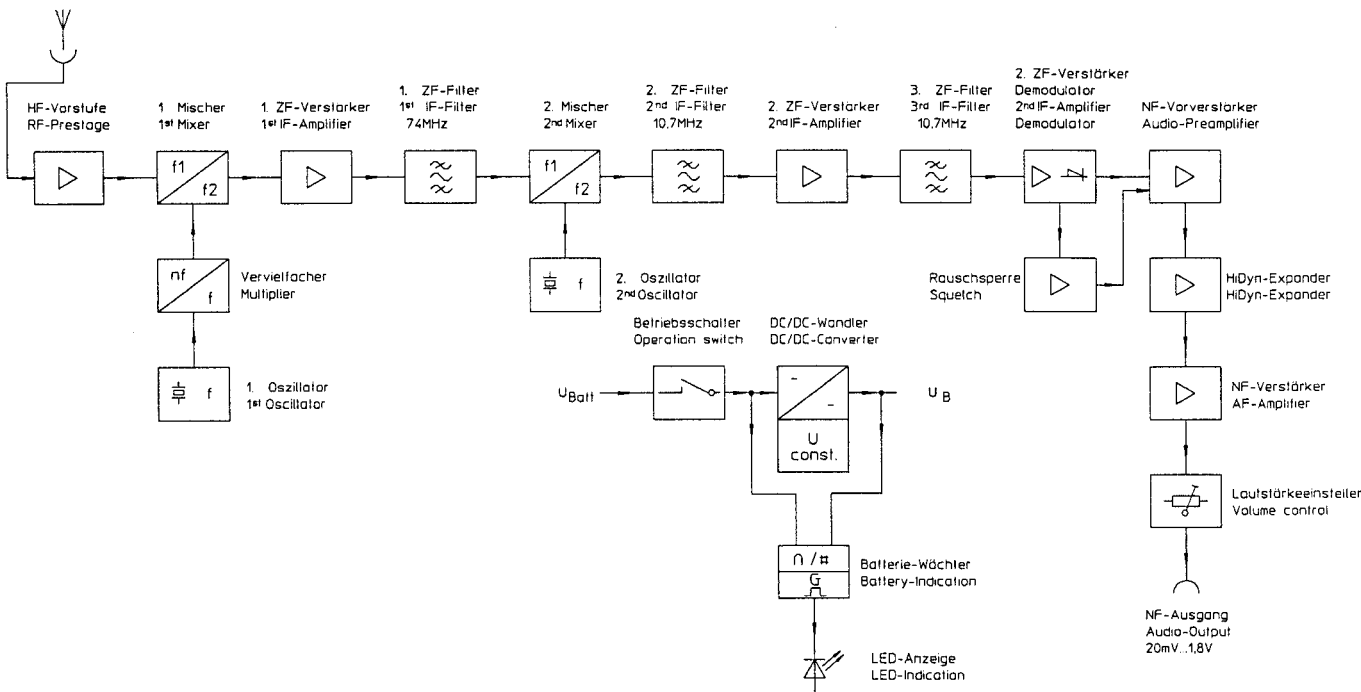 HF-Vorstufe
RF-Prestage
1. Mischer
1st Mixer
1. ZF-Verstärker
1st IF-Amplifier
1. ZF-Filter
1st IF-Filter
74MHz
2. Mischer
2nd Mixer
2. ZF-Filter
2nd IF-Filter
10,7MHz
2. ZF-Verstärker
2nd IF-Amplifier
3. ZF-Filter
3rd IF-Filter
10,7MHz
2. ZF-Verstärker
Demodulator
2nd IF-Amplifier
Demodulator
NF-Vorverstärker
Audio-Preamplifier
f1
f2
f1
f2
nf
f
Vervielfacher
Multiplier
f
2. Oszillator
2nd Oscillator
Rauschsperre
Squelch
HiDyn-Expander
HiDyn-Expander
f
1. Oszillator
1st Oscillator
Betriebsschalter
Operation switch
DC/DC-Wandler
DC/DC-Converter
UBatt
UB
U
const.
NF-Verstärker
AF-Amplifier
Lautstärkeeinsteller
Volume control
∩ / #
G
Batterie-Wächter
Battery-Indication
NF-Ausgang
Audio-Output
20mV...1,8V
LED-Anzeige
LED-Indication